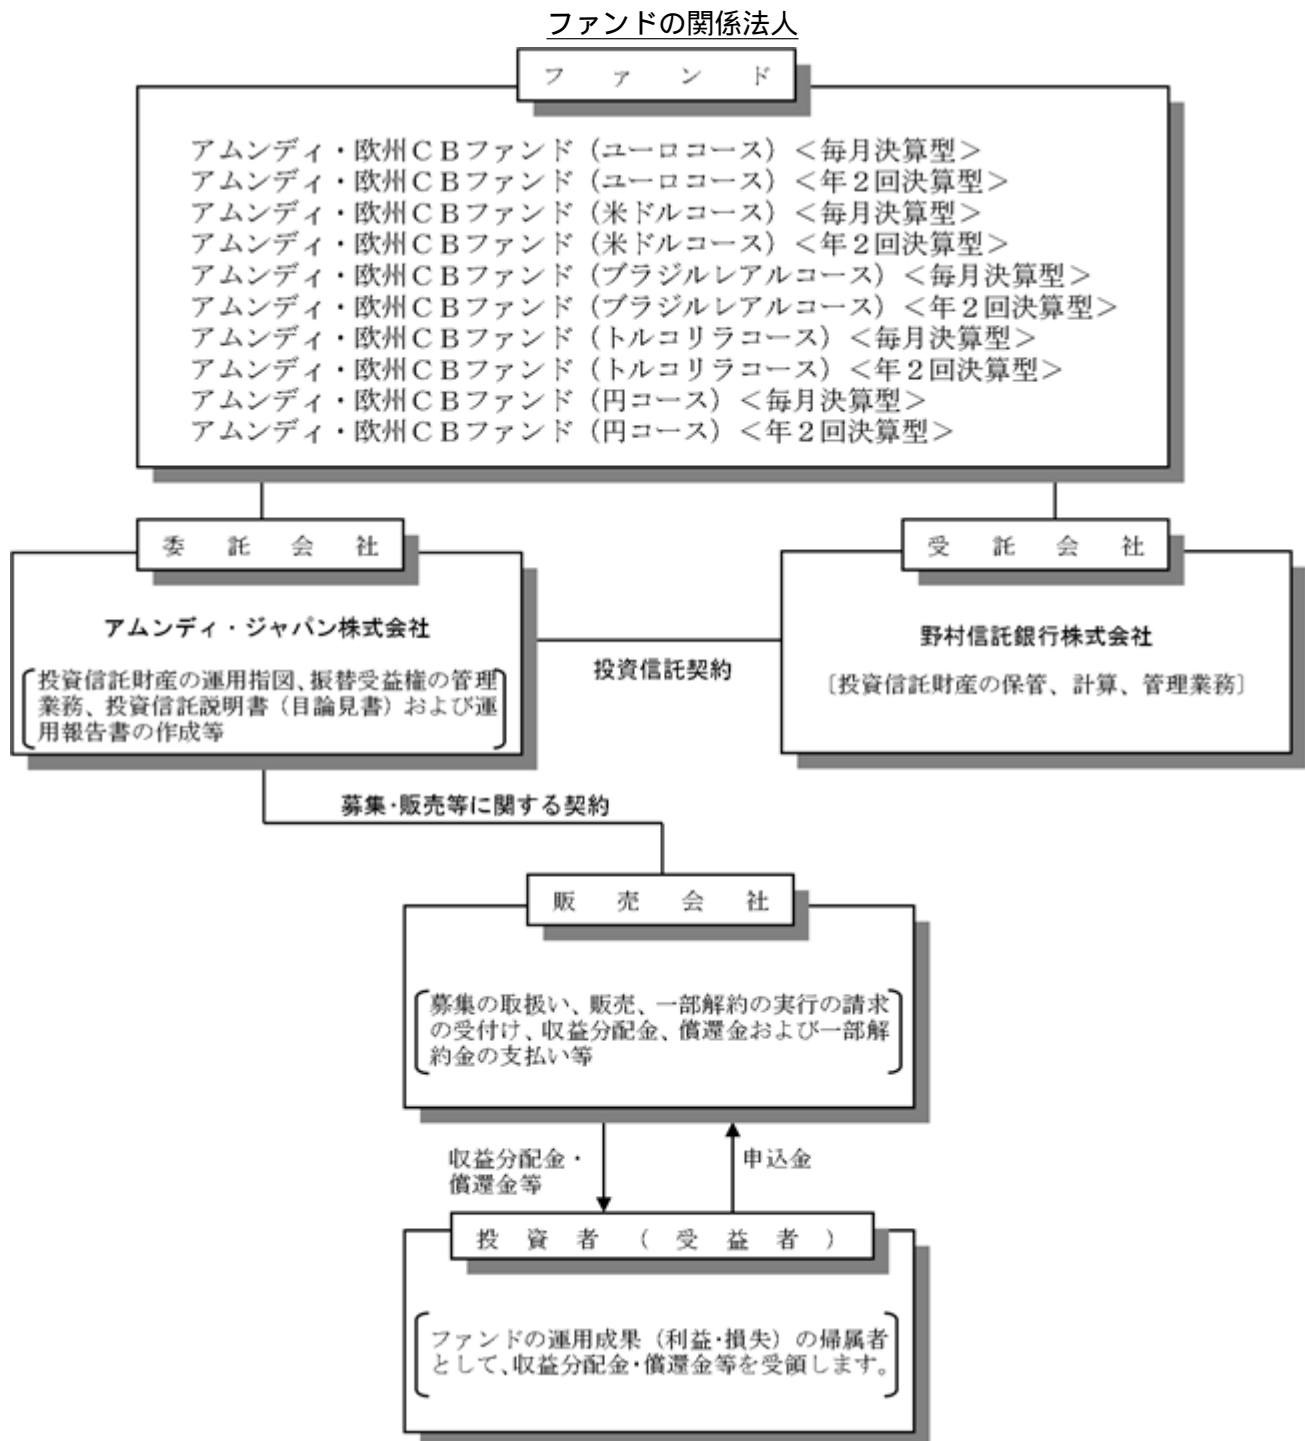 ファンドの関係法人
ファンド
アムンディ・欧州CBファンド（ユーロコース）＜毎月決算型＞
アムンディ・欧州CBファンド（ユーロコース）＜年２回決算型＞
アムンディ・欧州CBファンド（米ドルコース）＜毎月決算型＞
アムンディ・欧州CBファンド（米ドルコース）＜年２回決算型＞
アムンディ・欧州CBファンド（ブラジルレアルコース）＜毎月決算型＞
アムンディ・欧州CBファンド（ブラジルレアルコース）＜年２回決算型＞
アムンディ・欧州CBファンド（トルコリラコース）＜毎月決算型＞
アムンディ・欧州CBファンド（トルコリラコース）＜年２回決算型＞
アムンディ・欧州CBファンド（円コース）＜毎月決算型＞
アムンディ・欧州CBファンド（円コース）＜年２回決算型＞
委託会社
アムンディ・ジャパン株式会社
投資信託財産の運用指図、振替受益権の管理
業務、投資信託説明書（目論見書）および運
用報告書の作成等
投資信託契約
受託会社
野村信託銀行株式会社
〔投資信託財産の保管、計算、管理業務〕
募集・販売等に関する契約
販売会社
募集の取扱い、販売、一部解約の実行の請求
の受付け、収益分配金、償還金および一部解
約金の支払い等
収益分配金・
償還金等
申込金
投資者（受益者）
ファンドの運用成果（利益・損失）の帰属者
として、収益分配金・償還金等を受領します。